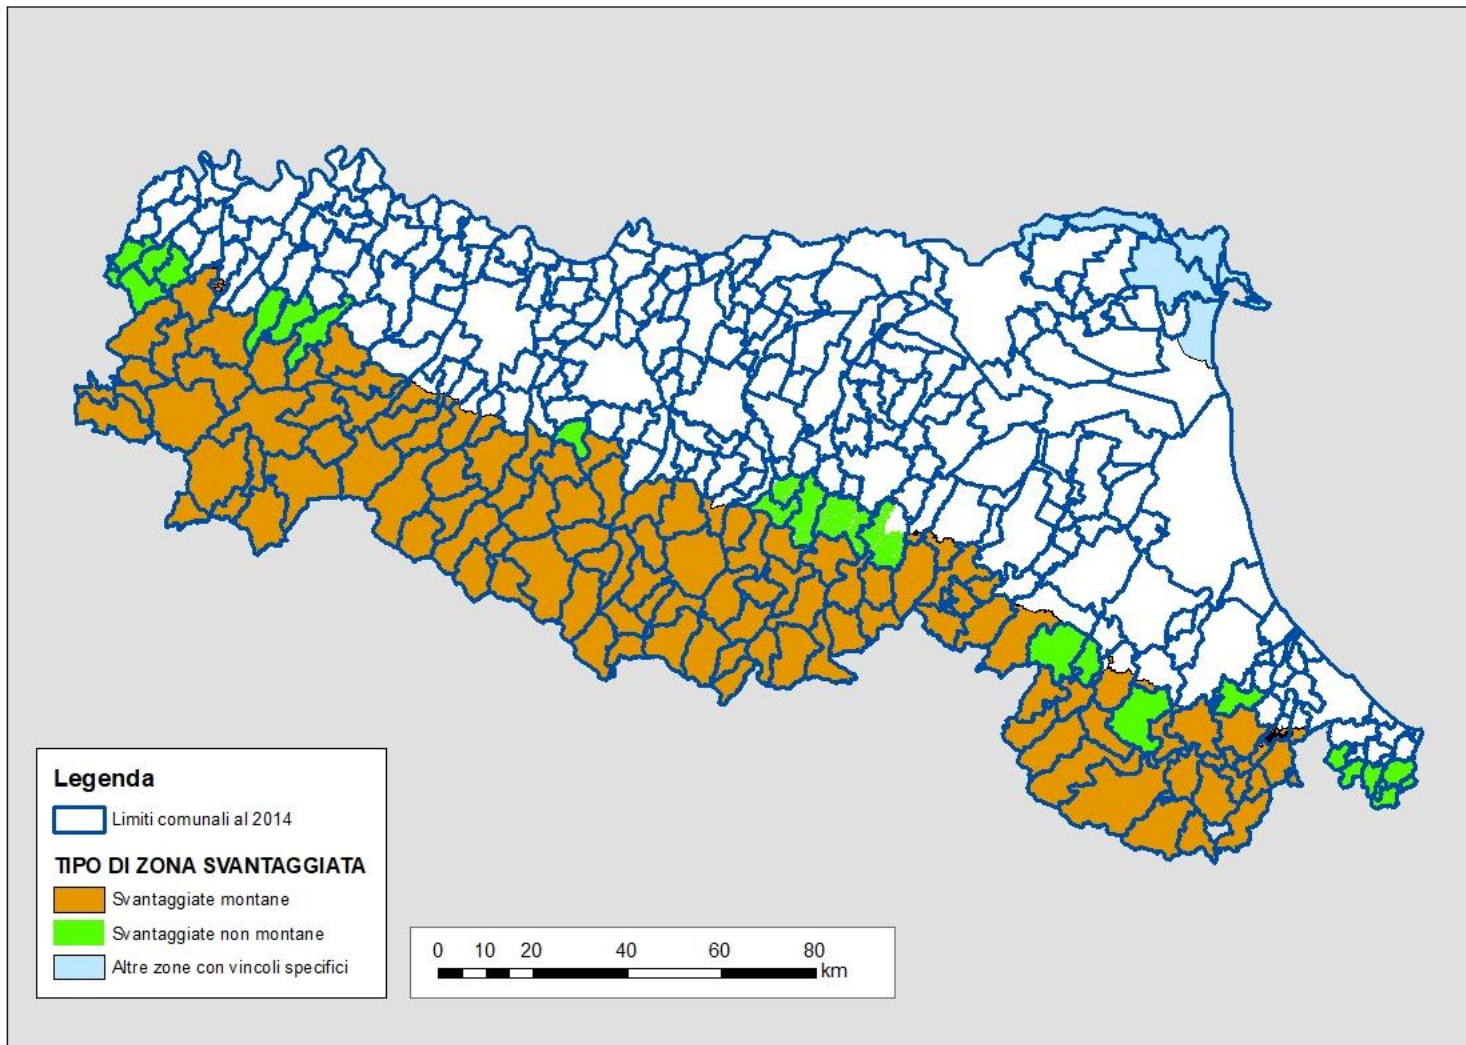 Legenda
Limiti comunali al 2014
TIPO DI ZONA SVANTAGGIATA
Svantaggiate montane
Svantaggiate non montane
Altre zone con vincoli specifici
0 10 20 40 60 80
km